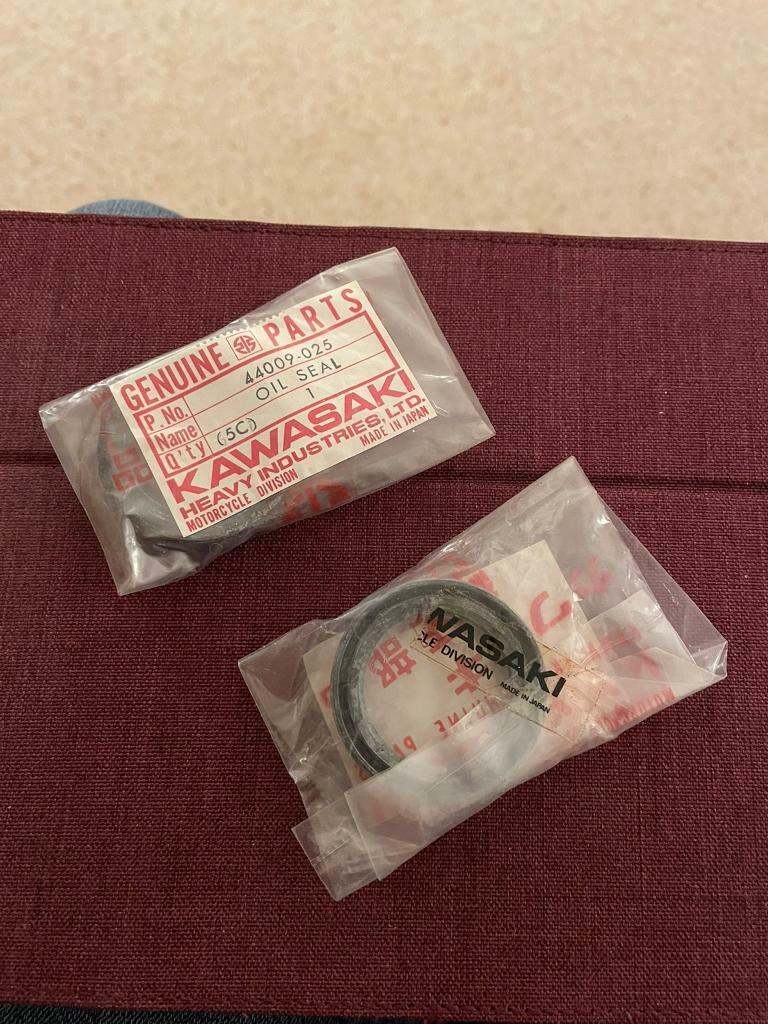 GENUINE PARTS
P.No. 44009-025
Name OIL SEAL
Q'ty (5C) 1
KAWASAKI
HEAVY INDUSTRIES, LTD.
MOTORCYCLE DIVISION MADE IN JAPAN
WASAKI
CLE DIVISION MADE IN JAPAN